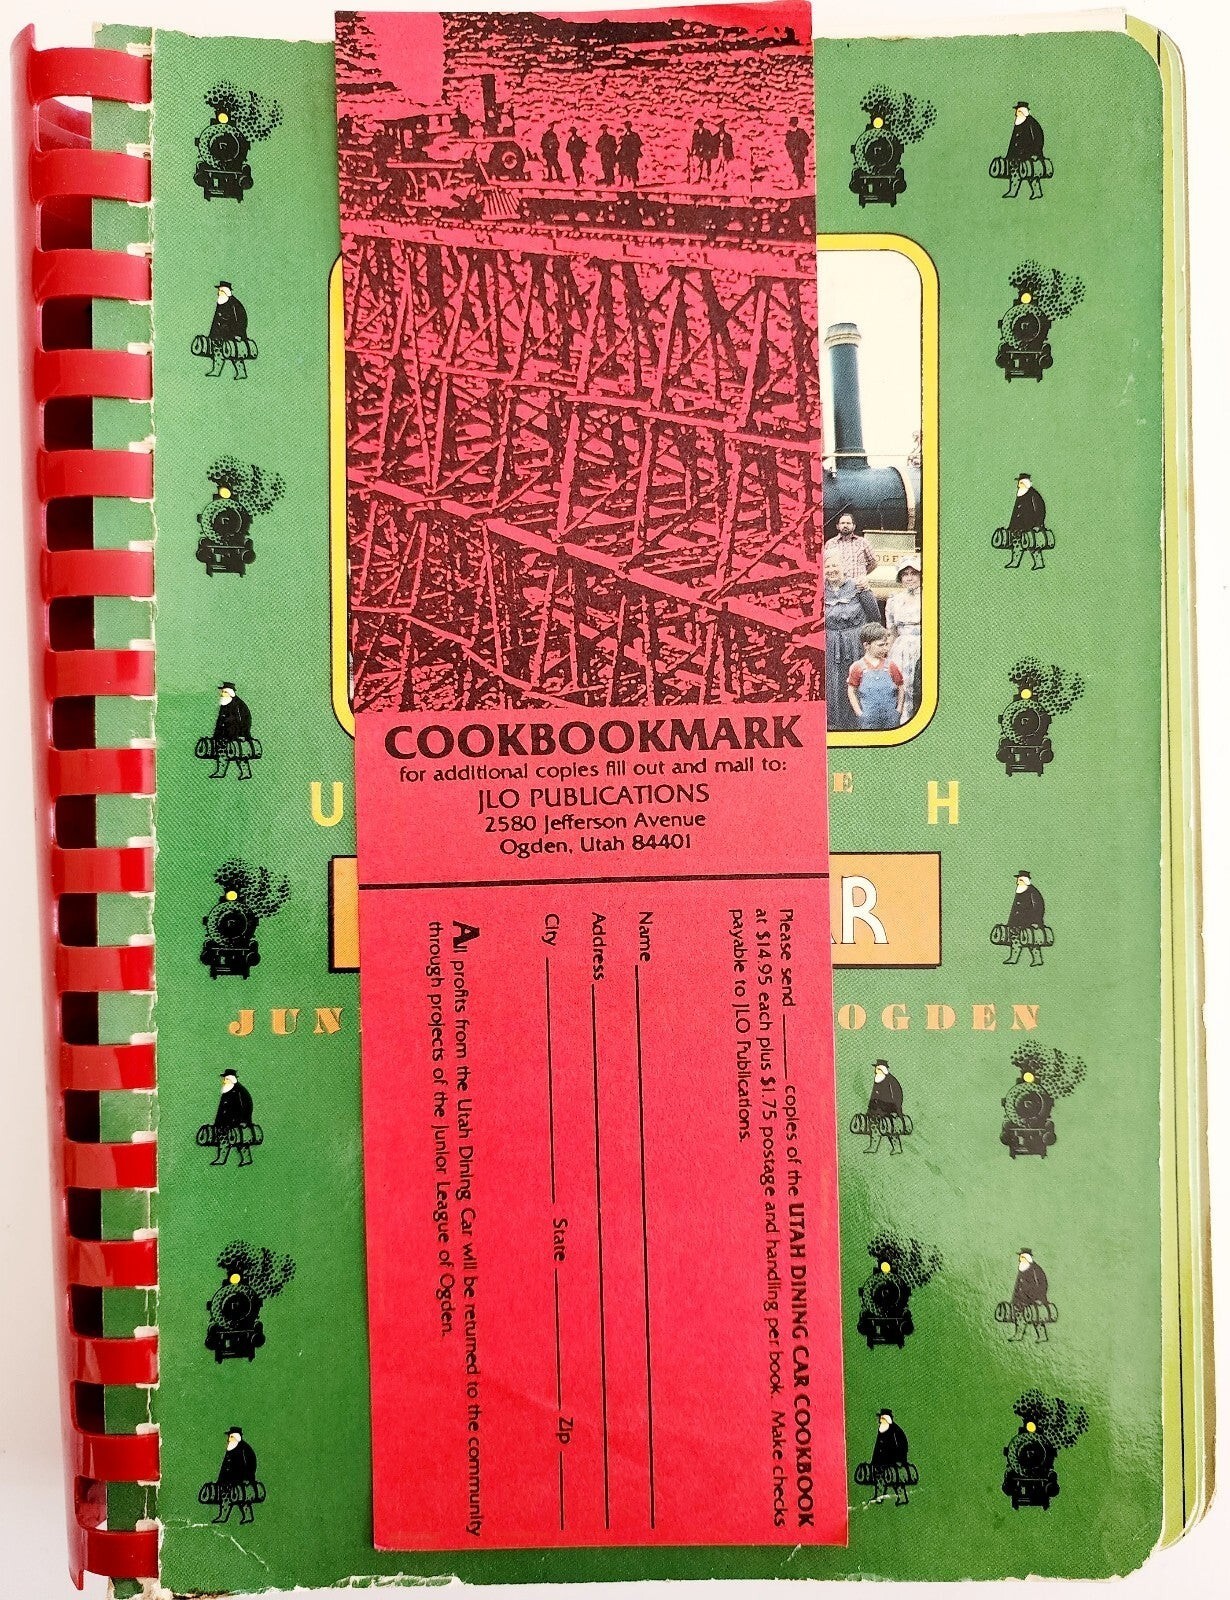 COOKBOOKMARK
for additional copies fill out and mail to:
JLO PUBLICATIONS
2580 Jefferson Avenue
Ogden, Utah 84401
Please send ______ copies of the UTAH DINING CAR COOKBOOK
at $14.95 each plus $1.75 postage and handling per book. Make checks
payable to JLO Publications.
Name
Address
City State Zip
All profits from the Utah Dining Car will be returned to the community
through projects of the Junior League of Ogden.
U E H
AR
JUN OGDEN
OGE